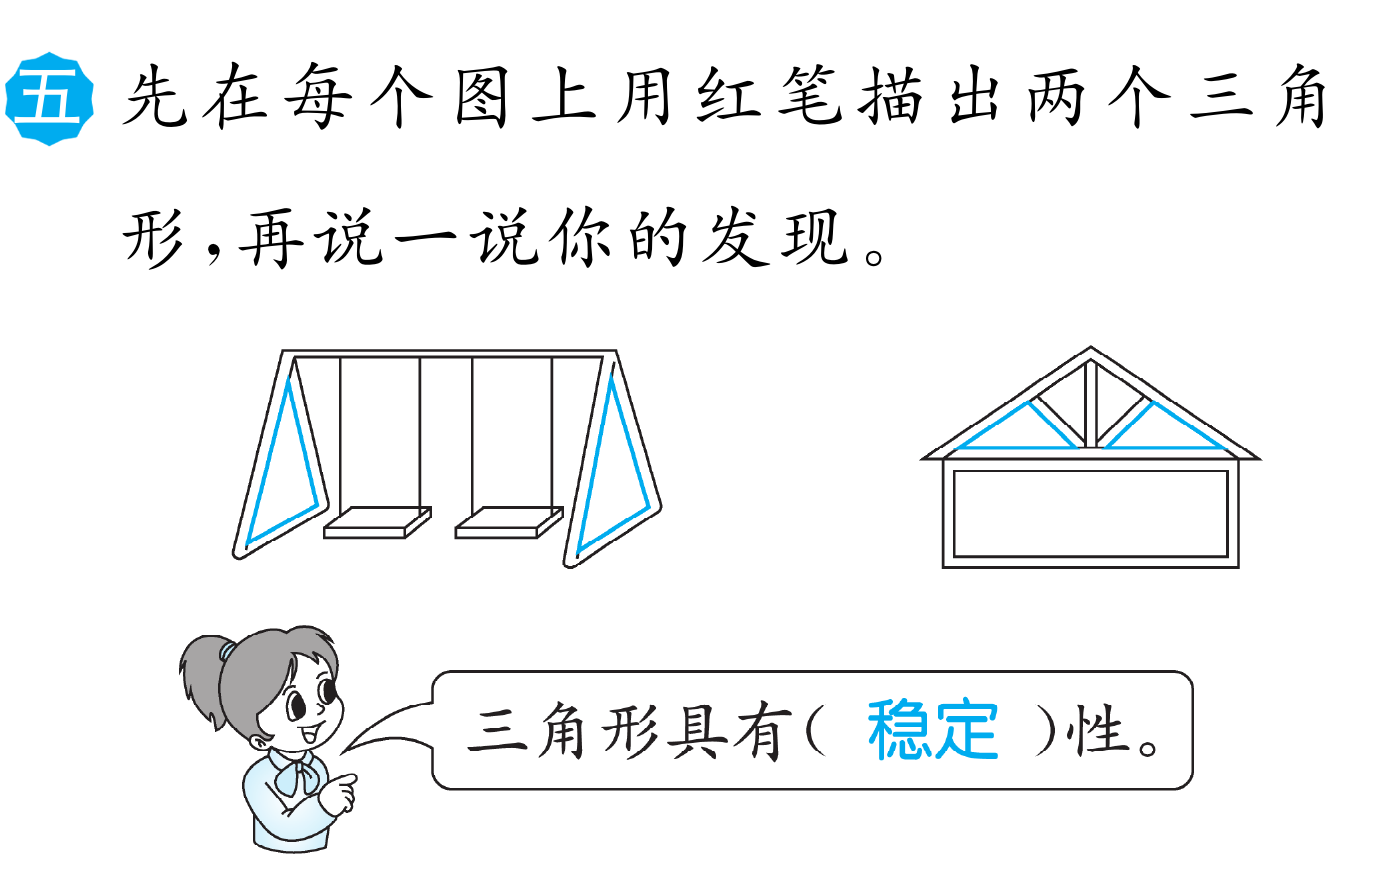 五 先在每个图上用红笔描出两个三角
形,再说一说你的发现。
三角形具有( 稳定 )性。